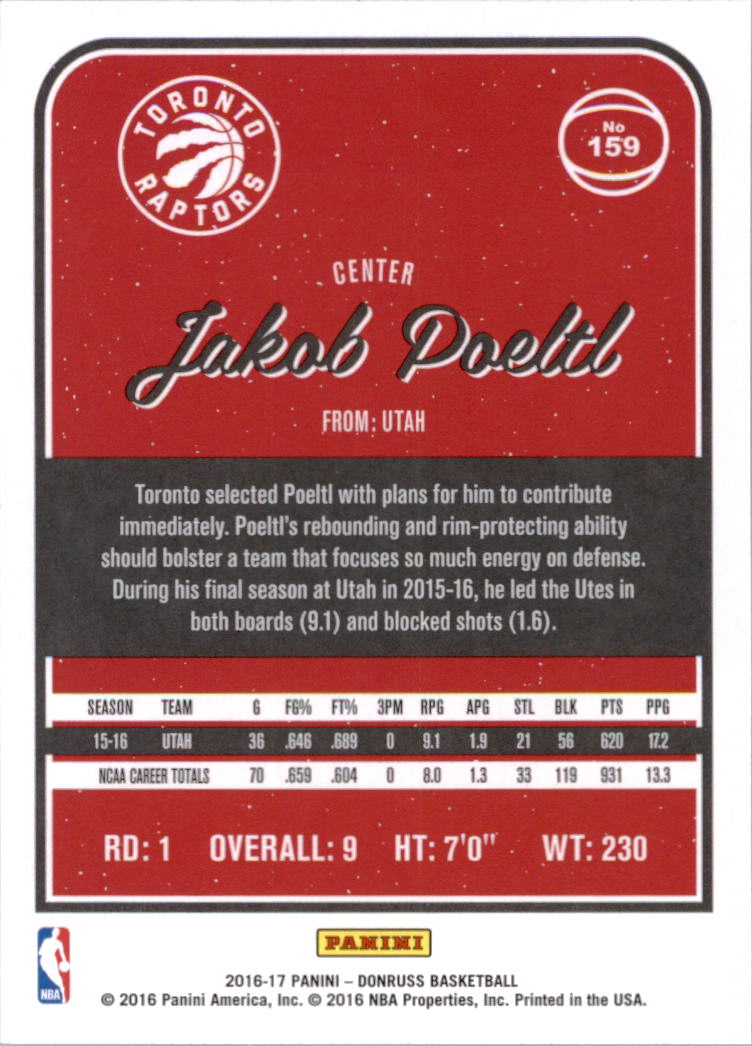 TORONTO
RAPTORS
No
159
CENTER
Jakob Poeltl
FROM: UTAH
Toronto selected Poeltl with plans for him to contribute
immediately. Poeltl's rebounding and rim-protecting ability
should bolster a team that focuses so much energy on defense.
During his final season at Utah in 2015-16, he led the Utes in
both boards (9.1) and blocked shots (1.6).
SEASON TEAM G FG% FT% 3PM RPG APG STL BLK PTS PPG
15-16 UTAH 36 .646 .689 0 9.1 1.9 21 56 620 17.2
NCAA CAREER TOTALS 70 .659 .604 0 8.0 1.3 33 119 931 13.3
RD: 1 OVERALL: 9 HT: 7'0" WT: 230
NBA
PANINI
2016-17 PANINI – DONRUSS BASKETBALL
© 2016 Panini America, Inc. © 2016 NBA Properties, Inc. Printed in the USA.